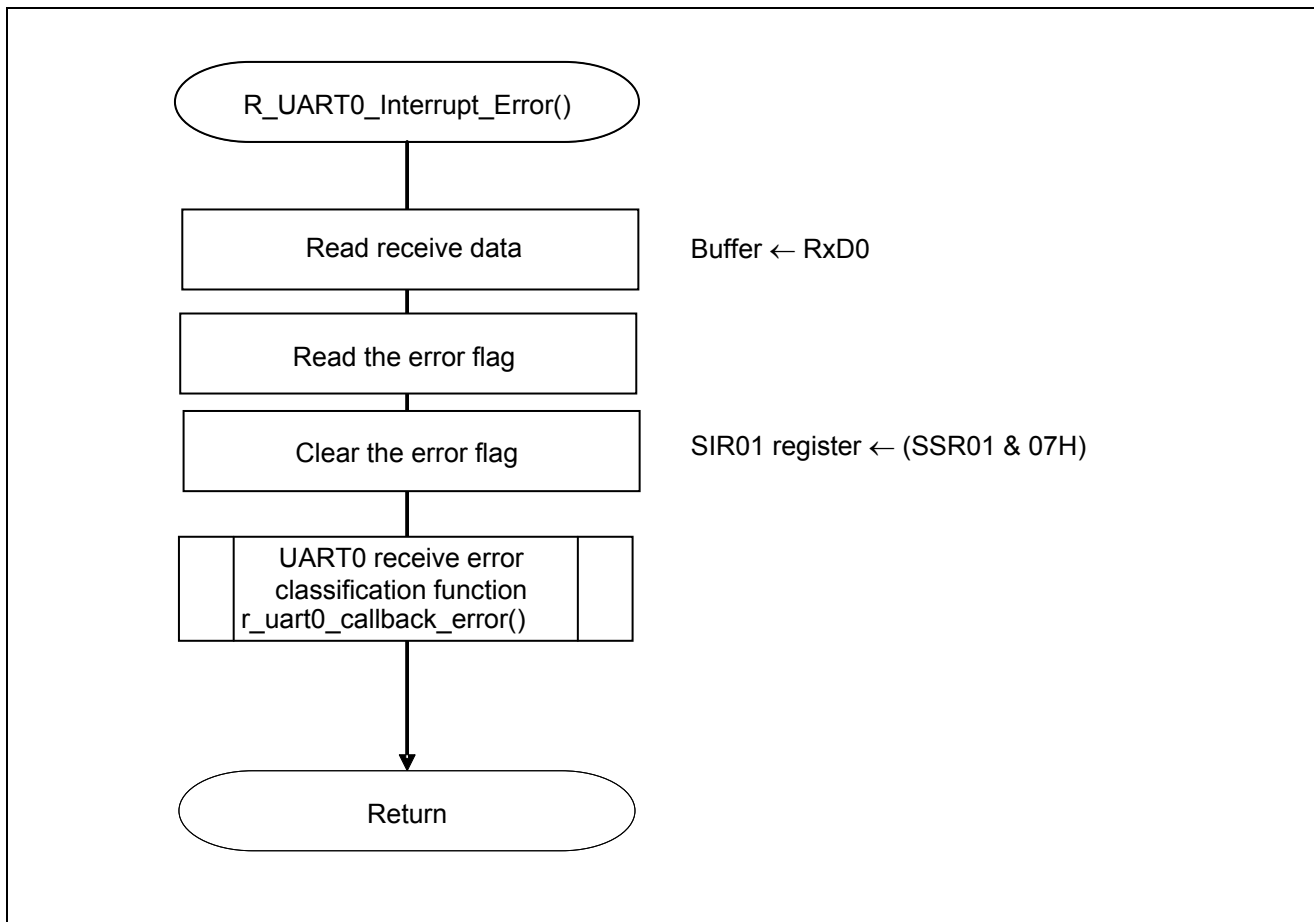 R_UART0_Interrupt_Error()
Read receive data
Buffer ← RxD0
Read the error flag
Clear the error flag
SIR01 register ← (SSR01 & 07H)
UART0 receive error
classification function
r_uart0_callback_error()
Return